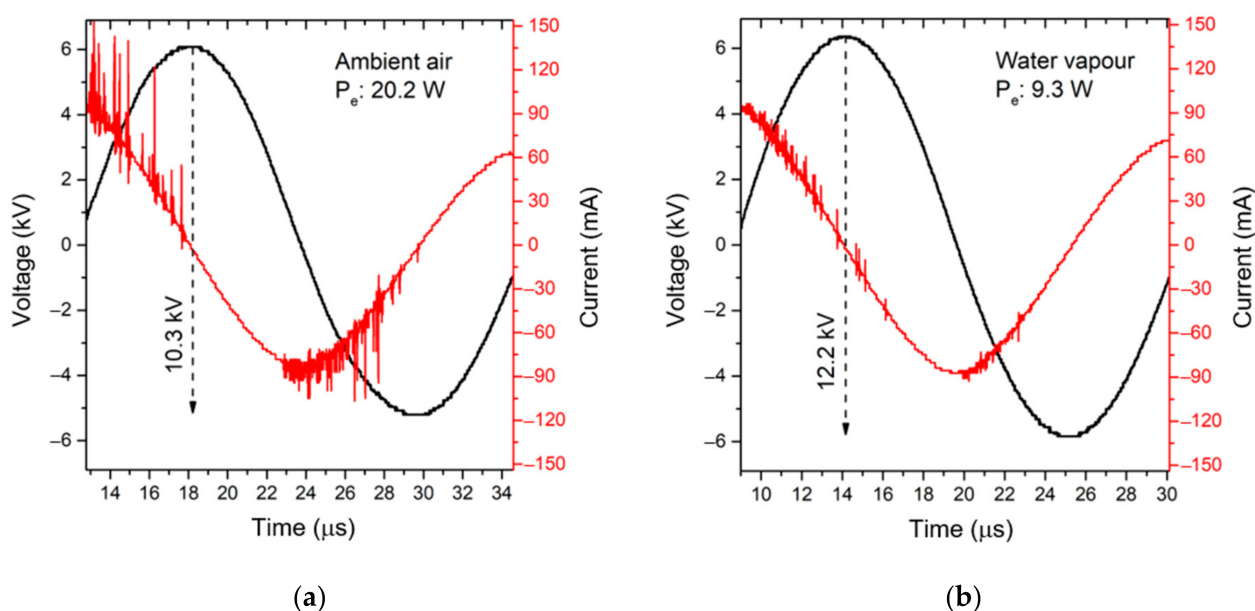 Voltage (kV)
6
4
2
0
−2
−4
−6
Ambient air
P_e: 20.2 W
10.3 kV
150
120
90
60
30
0
−30
−60
−90
−120
−150
Current (mA)
14 16 18 20 22 24 26 28 30 32 34
Time (μs)
(a)
Voltage (kV)
6
4
2
0
−2
−4
−6
Water vapour
P_e: 9.3 W
12.2 kV
150
120
90
60
30
0
−30
−60
−90
−120
−150
Current (mA)
10 12 14 16 18 20 22 24 26 28 30
Time (μs)
(b)